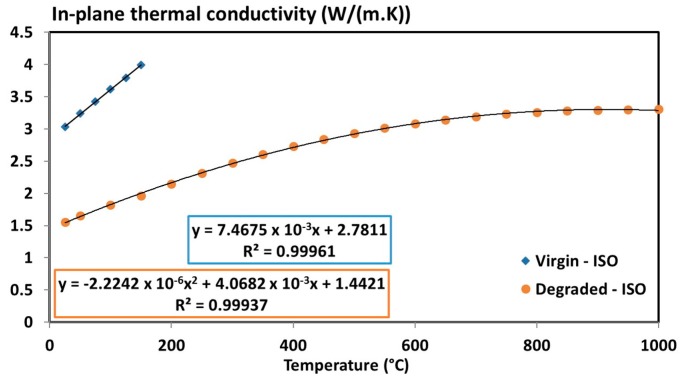 In-plane thermal conductivity (W/(m.K))
4.5
4
3.5
3
2.5
2
1.5
1
0.5
0
y = 7.4675 x 10⁻³x + 2.7811
R² = 0.99961
y = -2.2242 x 10⁻⁶x² + 4.0682 x 10⁻³x + 1.4421
R² = 0.99937
Virgin - ISO
Degraded - ISO
0 200 400 600 800 1000
Temperature (°C)